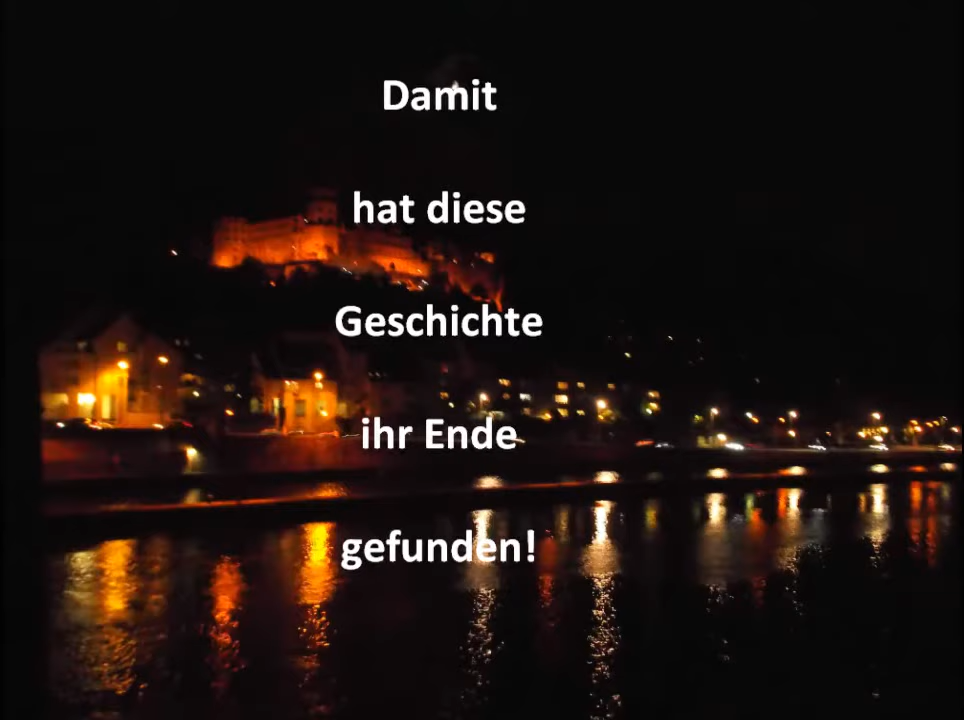 Damit
hat diese
Geschichte
ihr Ende
gefunden!